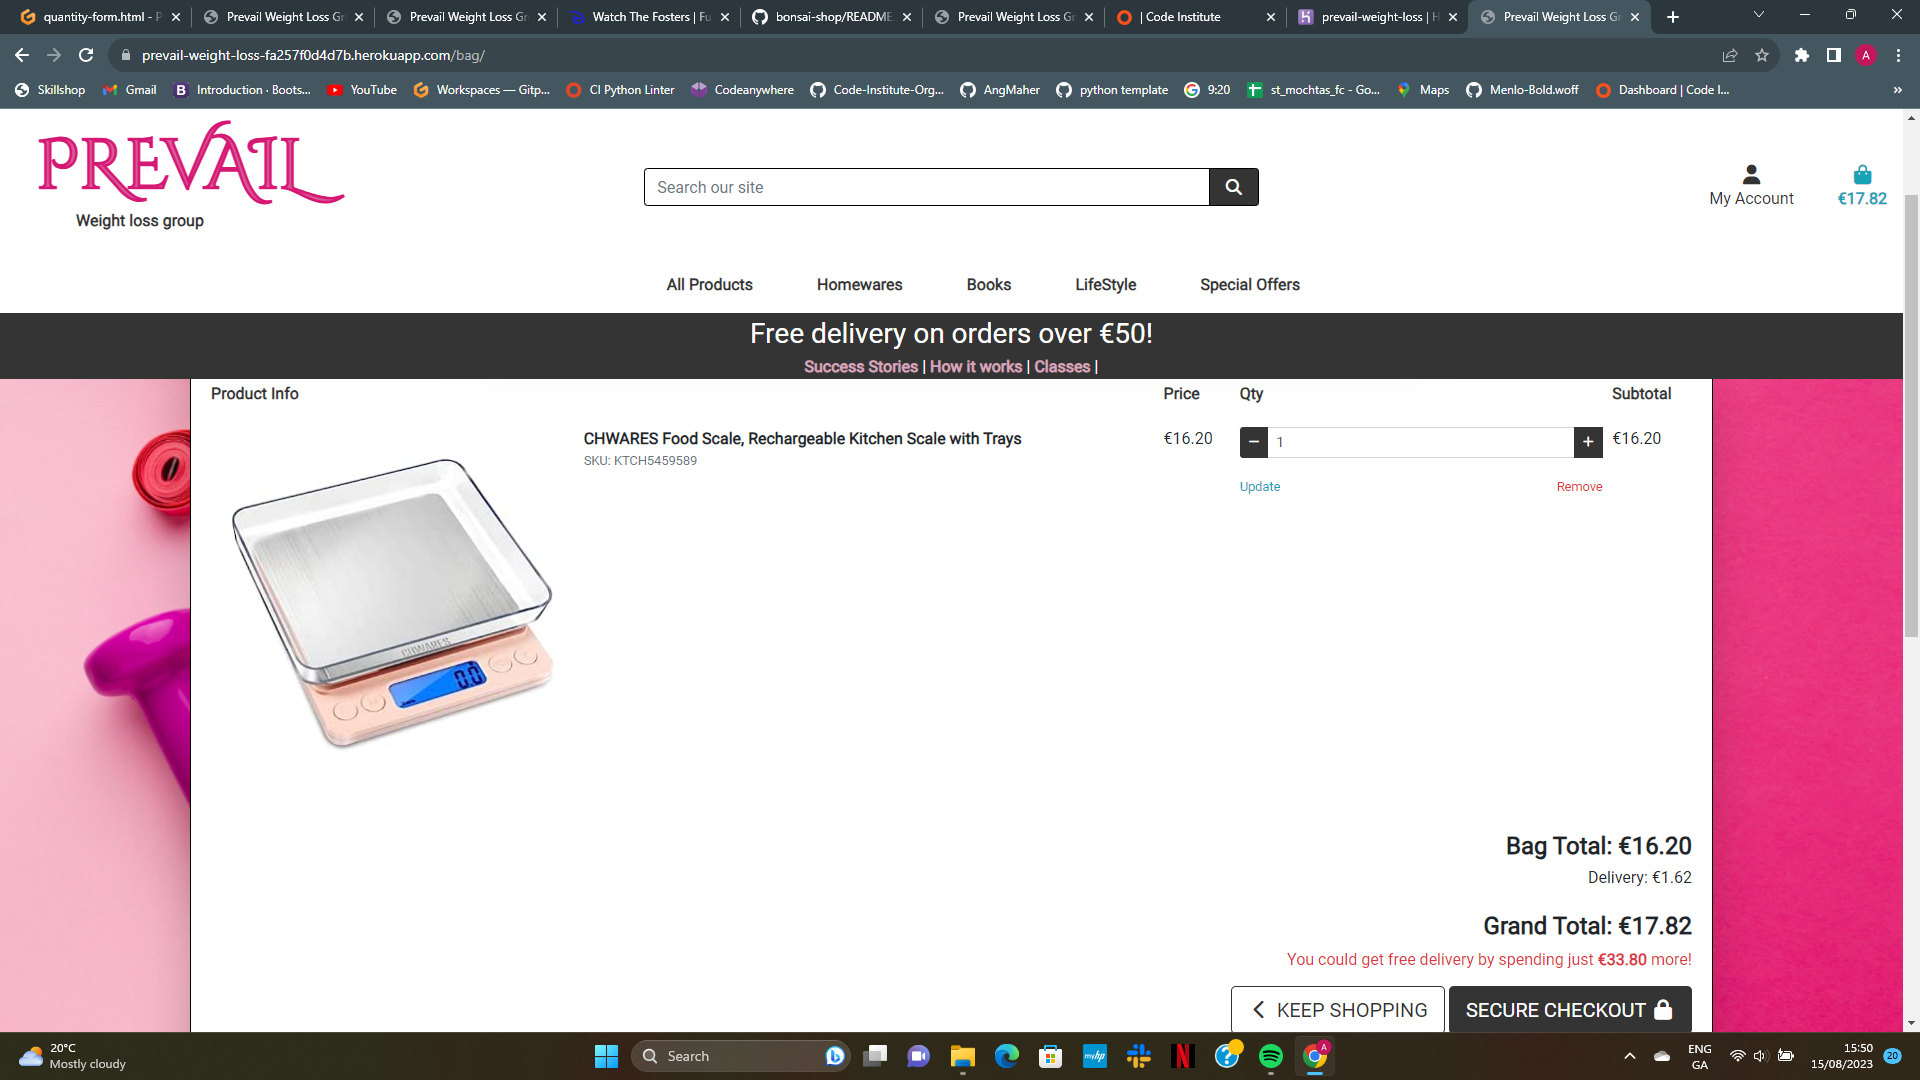 quantity-form.html - P
Prevail Weight Loss Gr
Prevail Weight Loss Gr
Watch The Fosters | Fu
bonsai-shop/README.
Prevail Weight Loss Gr
| Code Institute
prevail-weight-loss | H
Prevail Weight Loss Gr
prevail-weight-loss-fa257f0d4d7b.herokuapp.com/bag/
A
Skillshop
Gmail
B Introduction · Boots...
YouTube
Workspaces — Gitp...
CI Python Linter
Codeanywhere
Code-Institute-Org...
AngMaher
python template
9:20
st_mochtas_fc - Go...
Maps
Menlo-Bold.woff
Dashboard | Code I...
»
PREVAIL
Weight loss group
Search our site
My Account
€17.82
All Products
Homewares
Books
LifeStyle
Special Offers
Free delivery on orders over €50!
Success Stories | How it works | Classes |
Product Info
Price
Qty
Subtotal
CHWARES Food Scale, Rechargeable Kitchen Scale with Trays
SKU: KTCH5459589
€16.20
− 1 +
€16.20
Update
Remove
CHWARES
0.0
Bag Total: €16.20
Delivery: €1.62
Grand Total: €17.82
You could get free delivery by spending just €33.80 more!
KEEP SHOPPING
SECURE CHECKOUT
20°C
Mostly cloudy
Search
myhp
N
A
ENG
GA
15:50
15/08/2023
20